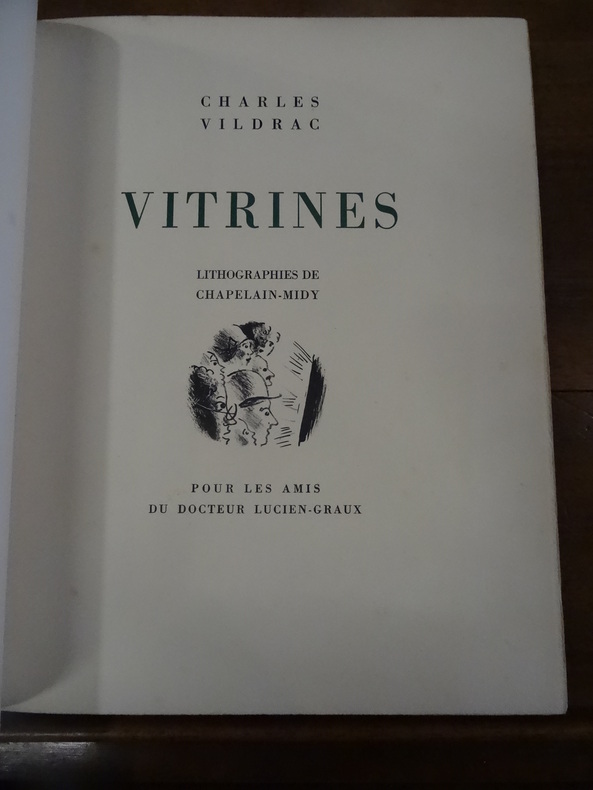 CHARLES
VILDRAC
VITRINES
LITHOGRAPHIES DE
CHAPELAIN-MIDY
POUR LES AMIS
DU DOCTEUR LUCIEN-GRAUX